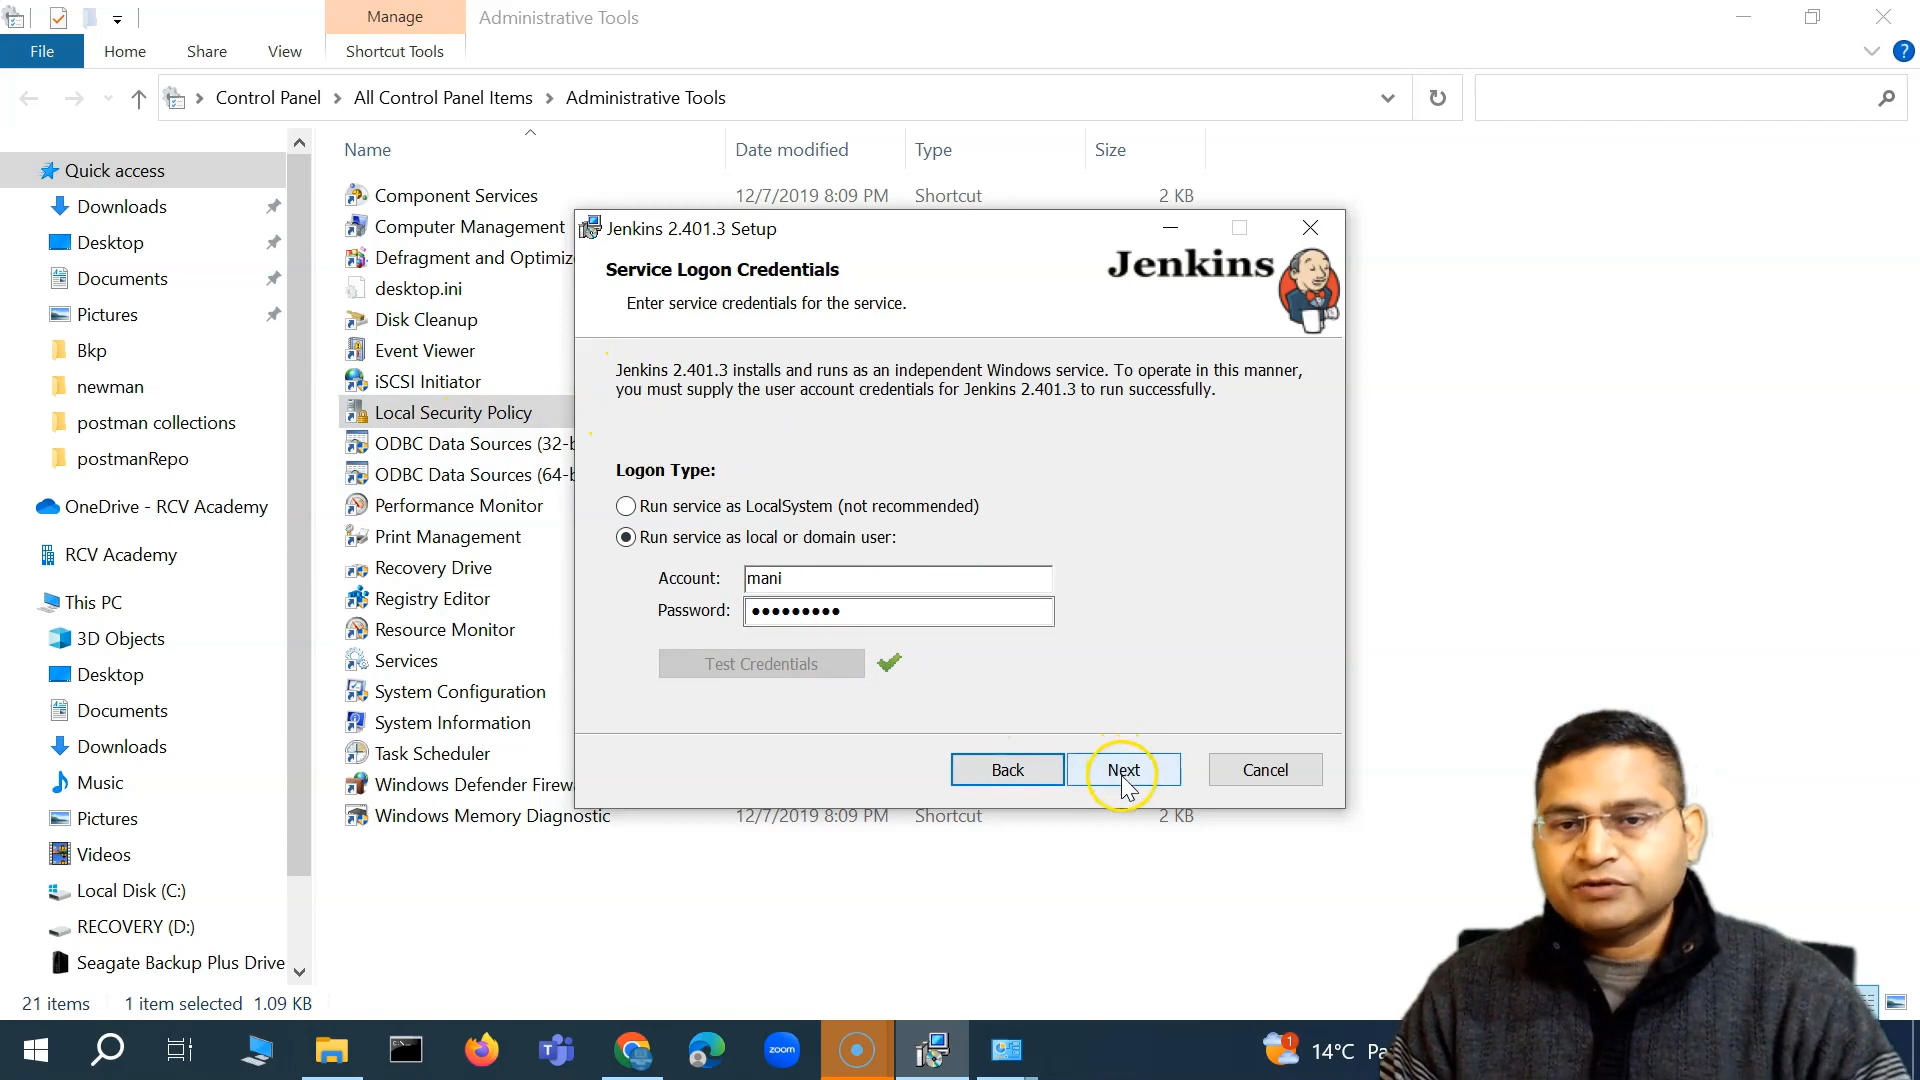 Manage
Administrative Tools
File
Home
Share
View
Shortcut Tools
?
Control Panel
All Control Panel Items
Administrative Tools
Name
Date modified
Type
Size
Quick access
Downloads
Desktop
Documents
Pictures
Bkp
newman
postman collections
postmanRepo
OneDrive - RCV Academy
RCV Academy
This PC
3D Objects
Desktop
Documents
Downloads
Music
Pictures
Videos
Local Disk (C:)
RECOVERY (D:)
Seagate Backup Plus Drive
Component Services 12/7/2019 8:09 PM Shortcut 2 KB
Computer Management
Defragment and Optimize
desktop.ini
Disk Cleanup
Event Viewer
iSCSI Initiator
Local Security Policy
ODBC Data Sources (32-b
ODBC Data Sources (64-b
Performance Monitor
Print Management
Recovery Drive
Registry Editor
Resource Monitor
Services
System Configuration
System Information
Task Scheduler
Windows Defender Firew
Windows Memory Diagnostic 12/7/2019 8:09 PM Shortcut 2 KB
Jenkins 2.401.3 Setup
Service Logon Credentials
Enter service credentials for the service.
Jenkins
Jenkins 2.401.3 installs and runs as an independent Windows service. To operate in this manner,
you must supply the user account credentials for Jenkins 2.401.3 to run successfully.
Logon Type:
Run service as LocalSystem (not recommended)
Run service as local or domain user:
Account: mani
Password: ●●●●●●●●●
Test Credentials
Back
Next
Cancel
21 items
1 item selected 1.09 KB
zoom
1
14°C Pa